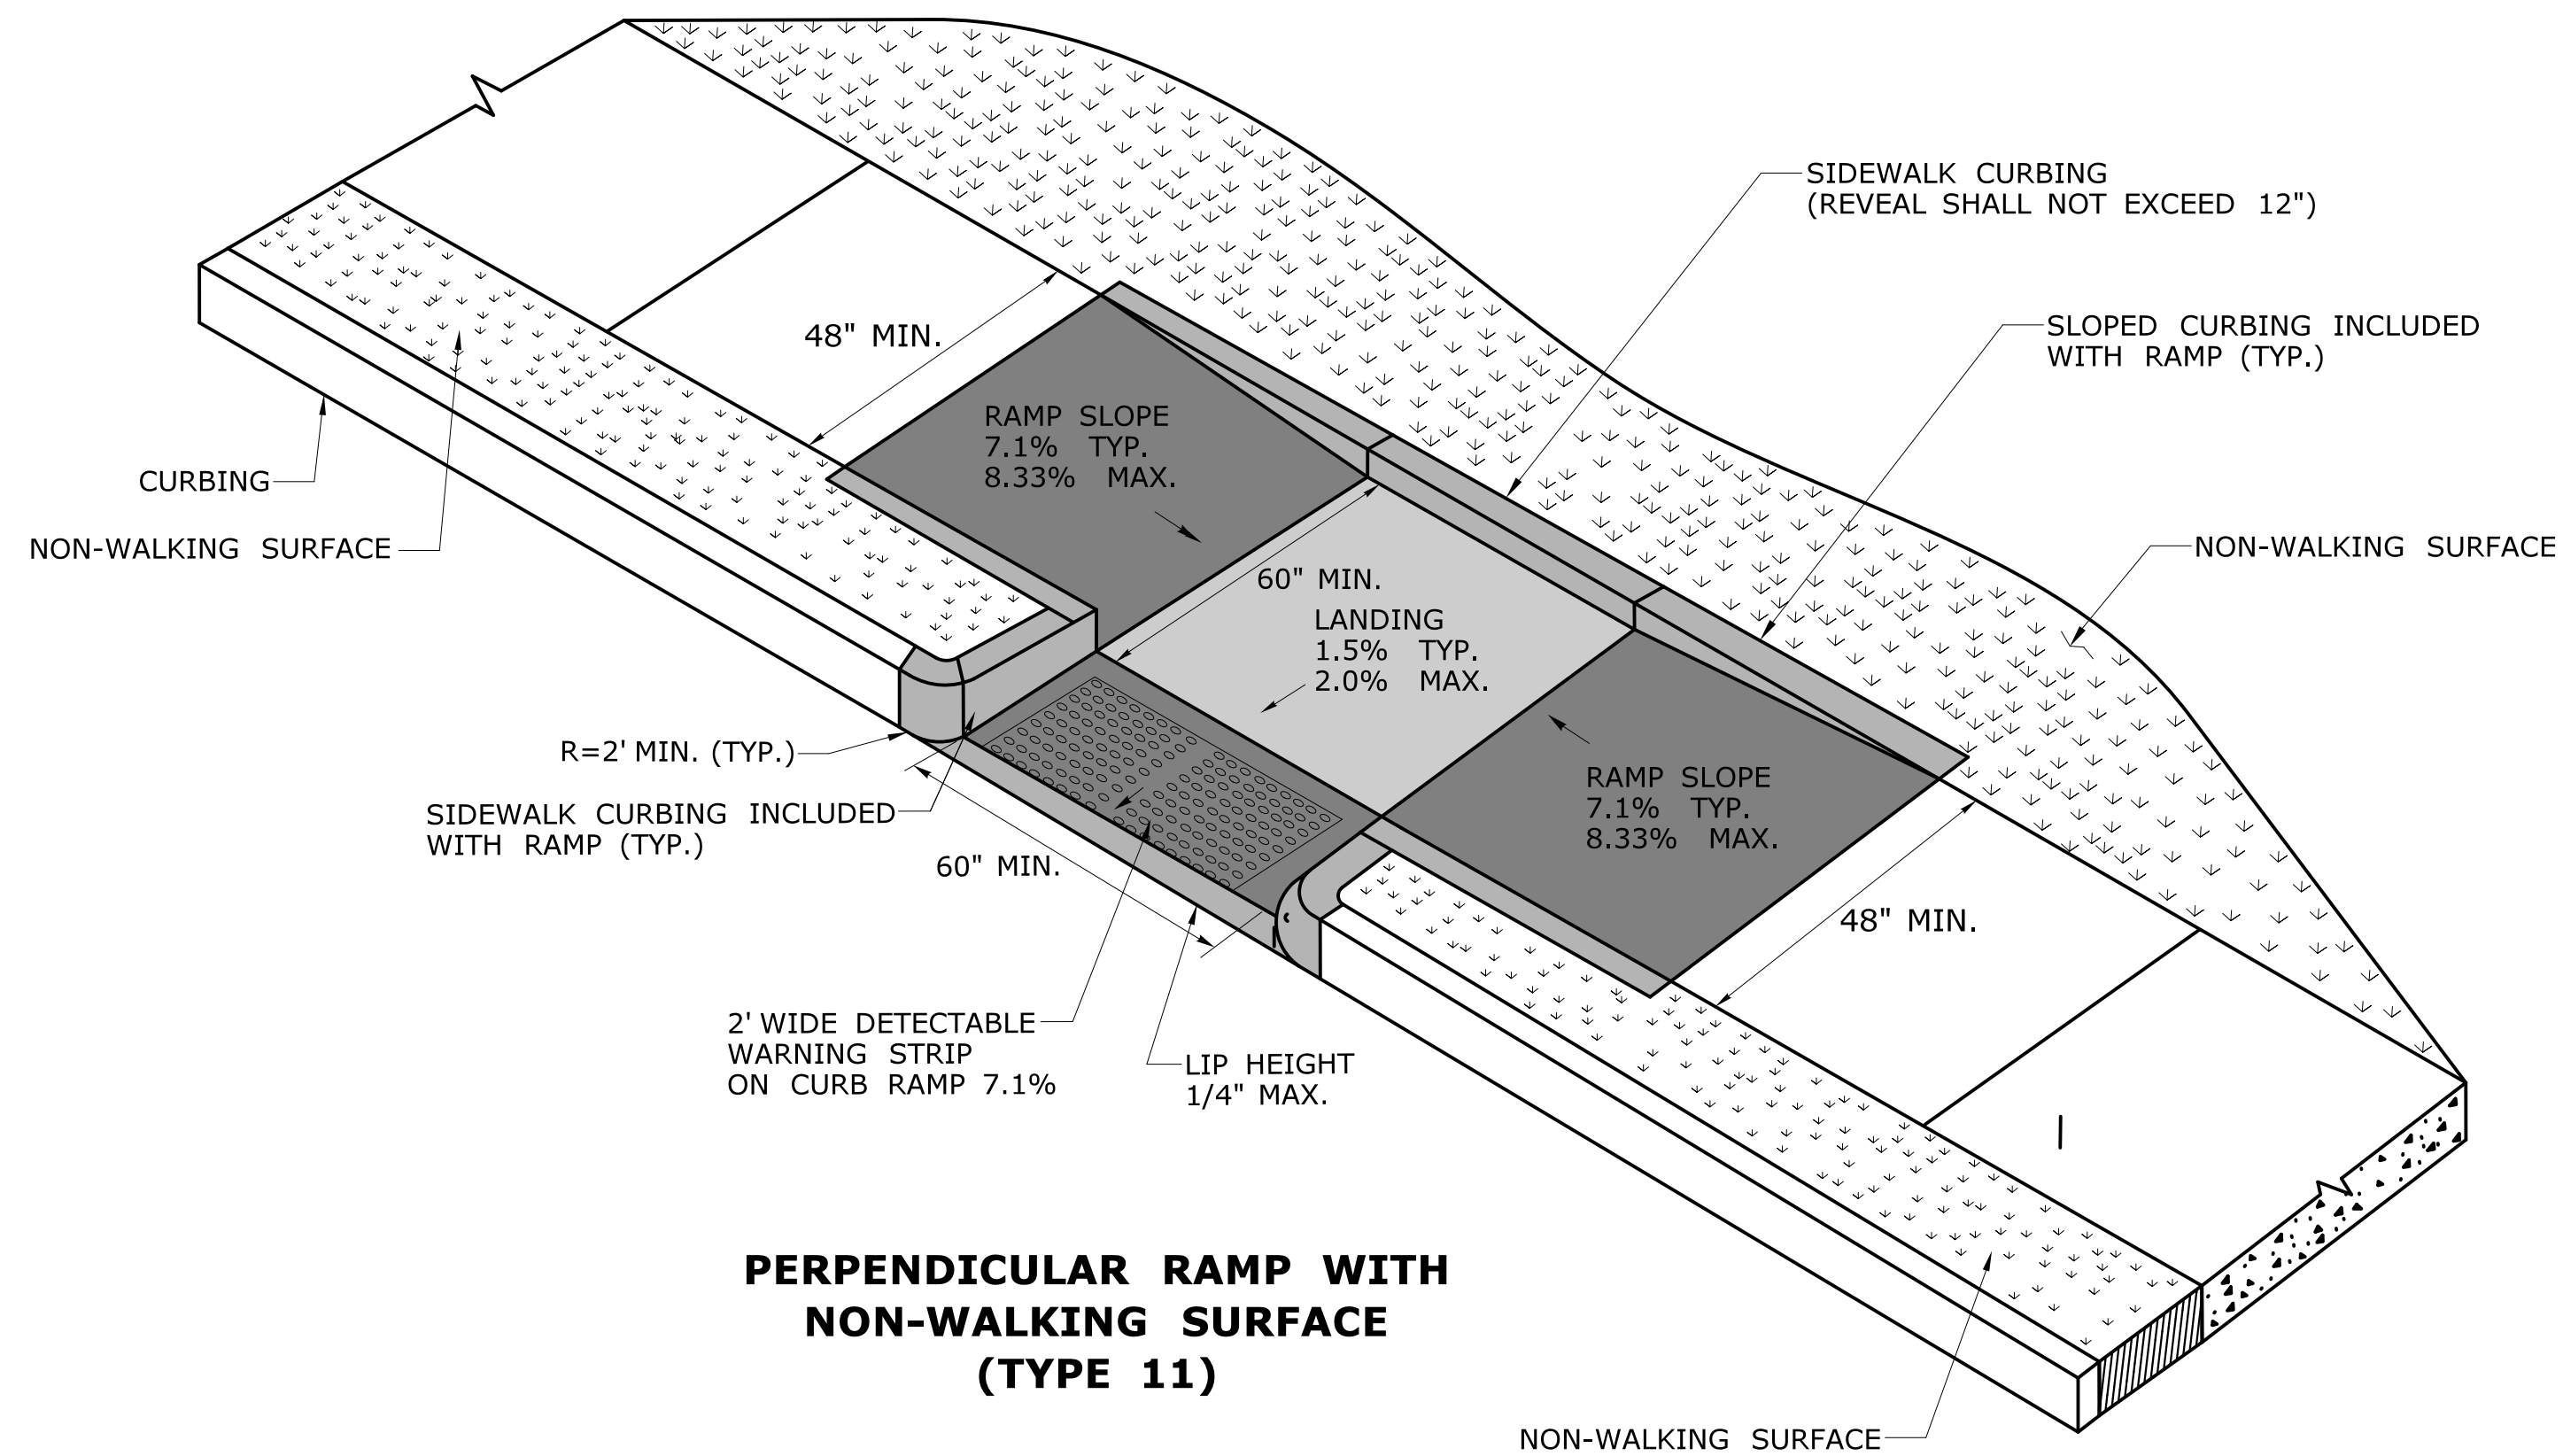 SIDEWALK CURBING
(REVEAL SHALL NOT EXCEED 12")
SLOPED CURBING INCLUDED
WITH RAMP (TYP.)
48" MIN.
RAMP SLOPE
7.1% TYP.
8.33% MAX.
CURBING
NON-WALKING SURFACE
NON-WALKING SURFACE
60" MIN.
LANDING
1.5% TYP.
2.0% MAX.
R=2' MIN. (TYP.)
SIDEWALK CURBING INCLUDED
WITH RAMP (TYP.)
60" MIN.
RAMP SLOPE
7.1% TYP.
8.33% MAX.
48" MIN.
2' WIDE DETECTABLE
WARNING STRIP
ON CURB RAMP 7.1%
LIP HEIGHT
1/4" MAX.
PERPENDICULAR RAMP WITH
NON-WALKING SURFACE
(TYPE 11)
NON-WALKING SURFACE